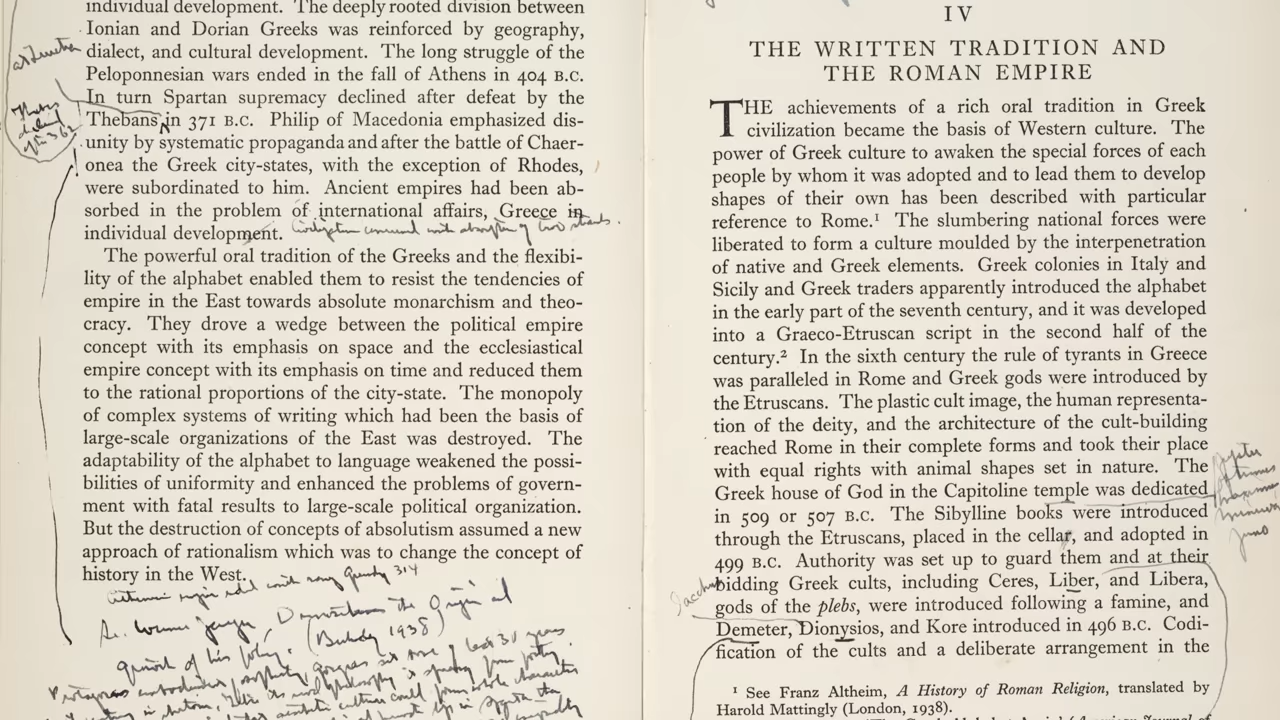 individual development. The deeply rooted division between
Ionian and Dorian Greeks was reinforced by geography,
dialect, and cultural development. The long struggle of the
Peloponnesian wars ended in the fall of Athens in 404 B.C.
In turn Spartan supremacy declined after defeat by the
Thebans in 371 B.C. Philip of Macedonia emphasized dis-
unity by systematic propaganda and after the battle of Chaer-
onea the Greek city-states, with the exception of Rhodes,
were subordinated to him. Ancient empires had been ab-
sorbed in the problem of international affairs, Greece in
individual development.
The powerful oral tradition of the Greeks and the flexibi-
lity of the alphabet enabled them to resist the tendencies of
empire in the East towards absolute monarchism and theo-
cracy. They drove a wedge between the political empire
concept with its emphasis on space and the ecclesiastical
empire concept with its emphasis on time and reduced them
to the rational proportions of the city-state. The monopoly
of complex systems of writing which had been the basis of
large-scale organizations of the East was destroyed. The
adaptability of the alphabet to language weakened the possi-
bilities of uniformity and enhanced the problems of govern-
ment with fatal results to large-scale political organization.
But the destruction of concepts of absolutism assumed a new
approach of rationalism which was to change the concept of
history in the West.
314
Demosthenes the Origin
1938)
of his policy
IV
THE WRITTEN TRADITION AND
THE ROMAN EMPIRE
THE achievements of a rich oral tradition in Greek
civilization became the basis of Western culture. The
power of Greek culture to awaken the special forces of each
people by whom it was adopted and to lead them to develop
shapes of their own has been described with particular
reference to Rome.¹ The slumbering national forces were
liberated to form a culture moulded by the interpenetration
of native and Greek elements. Greek colonies in Italy and
Sicily and Greek traders apparently introduced the alphabet
in the early part of the seventh century, and it was developed
into a Graeco-Etruscan script in the second half of the
century.² In the sixth century the rule of tyrants in Greece
was paralleled in Rome and Greek gods were introduced by
the Etruscans. The plastic cult image, the human representa-
tion of the deity, and the architecture of the cult-building
reached Rome in their complete forms and took their place
with equal rights with animal shapes set in nature. The
Greek house of God in the Capitoline temple was dedicated
in 509 or 507 B.C. The Sibylline books were introduced
through the Etruscans, placed in the cellar, and adopted in
499 B.C. Authority was set up to guard them and at their
bidding Greek cults, including Ceres, Liber, and Libera,
gods of the plebs, were introduced following a famine, and
Demeter, Dionysios, and Kore introduced in 496 B.C. Codi-
fication of the cults and a deliberate arrangement in the
Jupiter
Juno
¹ See Franz Altheim, A History of Roman Religion, translated by
Harold Mattingly (London, 1938).